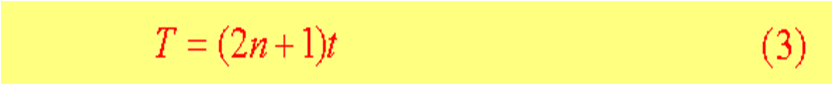 T = (2n+1)t (3)